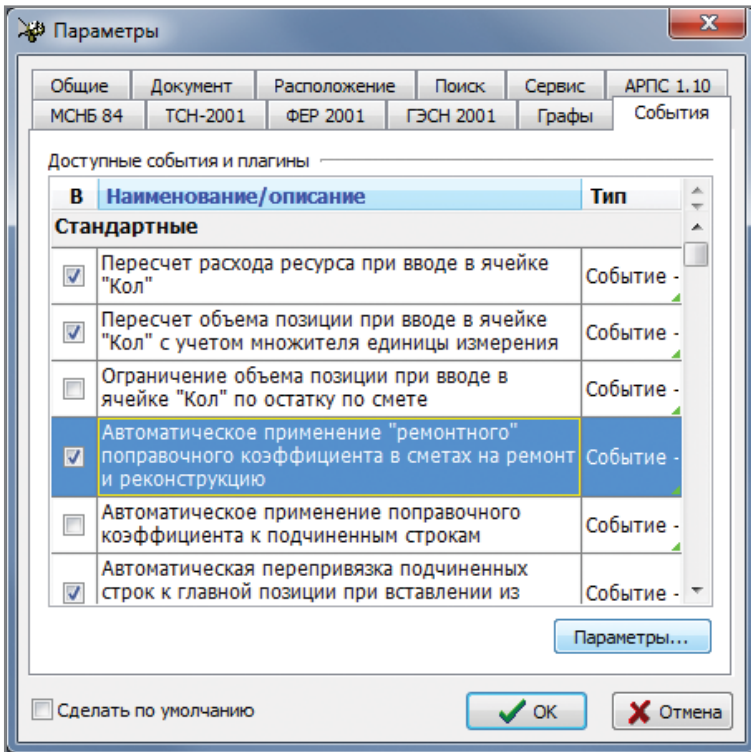 Параметры
Общие Документ Расположение Поиск Сервис АРПС 1.10
МСНБ 84 ТСН-2001 ФЕР 2001 ГЭСН 2001 Графы События
Доступные события и плагины
В Наименование/описание Тип
Стандартные
Пересчет расхода ресурса при вводе в ячейке
"Кол" Событие -
Пересчет объема позиции при вводе в ячейке
"Кол" с учетом множителя единицы измерения Событие -
Ограничение объема позиции при вводе в
ячейке "Кол" по остатку по смете Событие -
Автоматическое применение "ремонтного"
поправочного коэффициента в сметах на ремонт Событие -
и реконструкцию
Автоматическое применение поправочного
коэффициента к подчиненным строкам Событие -
Автоматическая перепривязка подчиненных
строк к главной позиции при вставлении из Событие -
Параметры...
Сделать по умолчанию OK Отмена